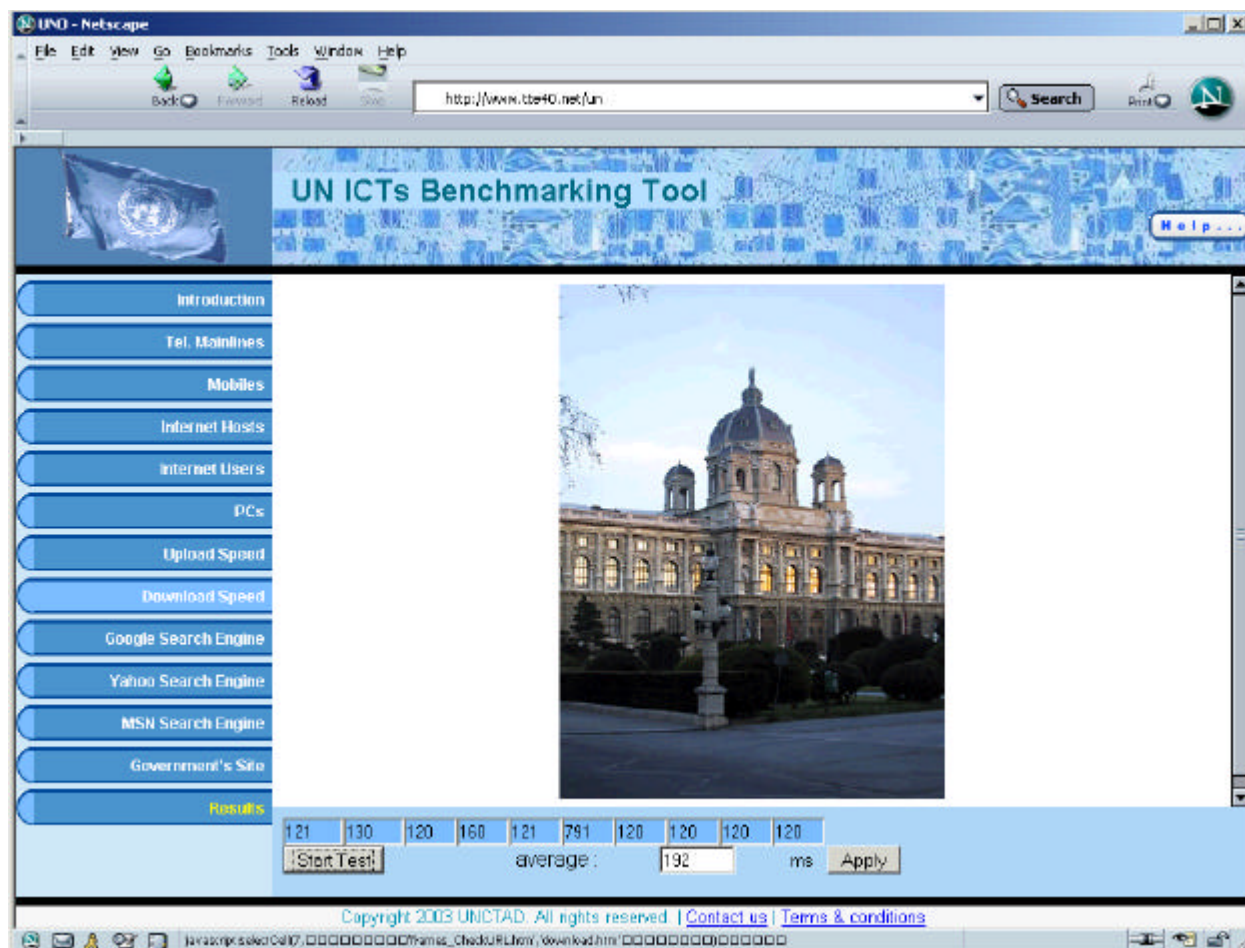 UNO - Netscape
File Edit View Go Bookmarks Tools Window Help
Back Forward Reload Stop http://www.tte40.net/un Search Print N
UN ICTs Benchmarking Tool
Help...
Introduction
Tel. Mainlines
Mobiles
Internet Hosts
Internet Users
PCs
Upload Speed
Download Speed
Google Search Engine
Yahoo Search Engine
MSN Search Engine
Government's Site
Results
121 130 120 160 121 791 120 120 120 120
Start Test average : 192 ms Apply
Copyright 2003 UNCTAD. All rights reserved. | Contact us | Terms & conditions